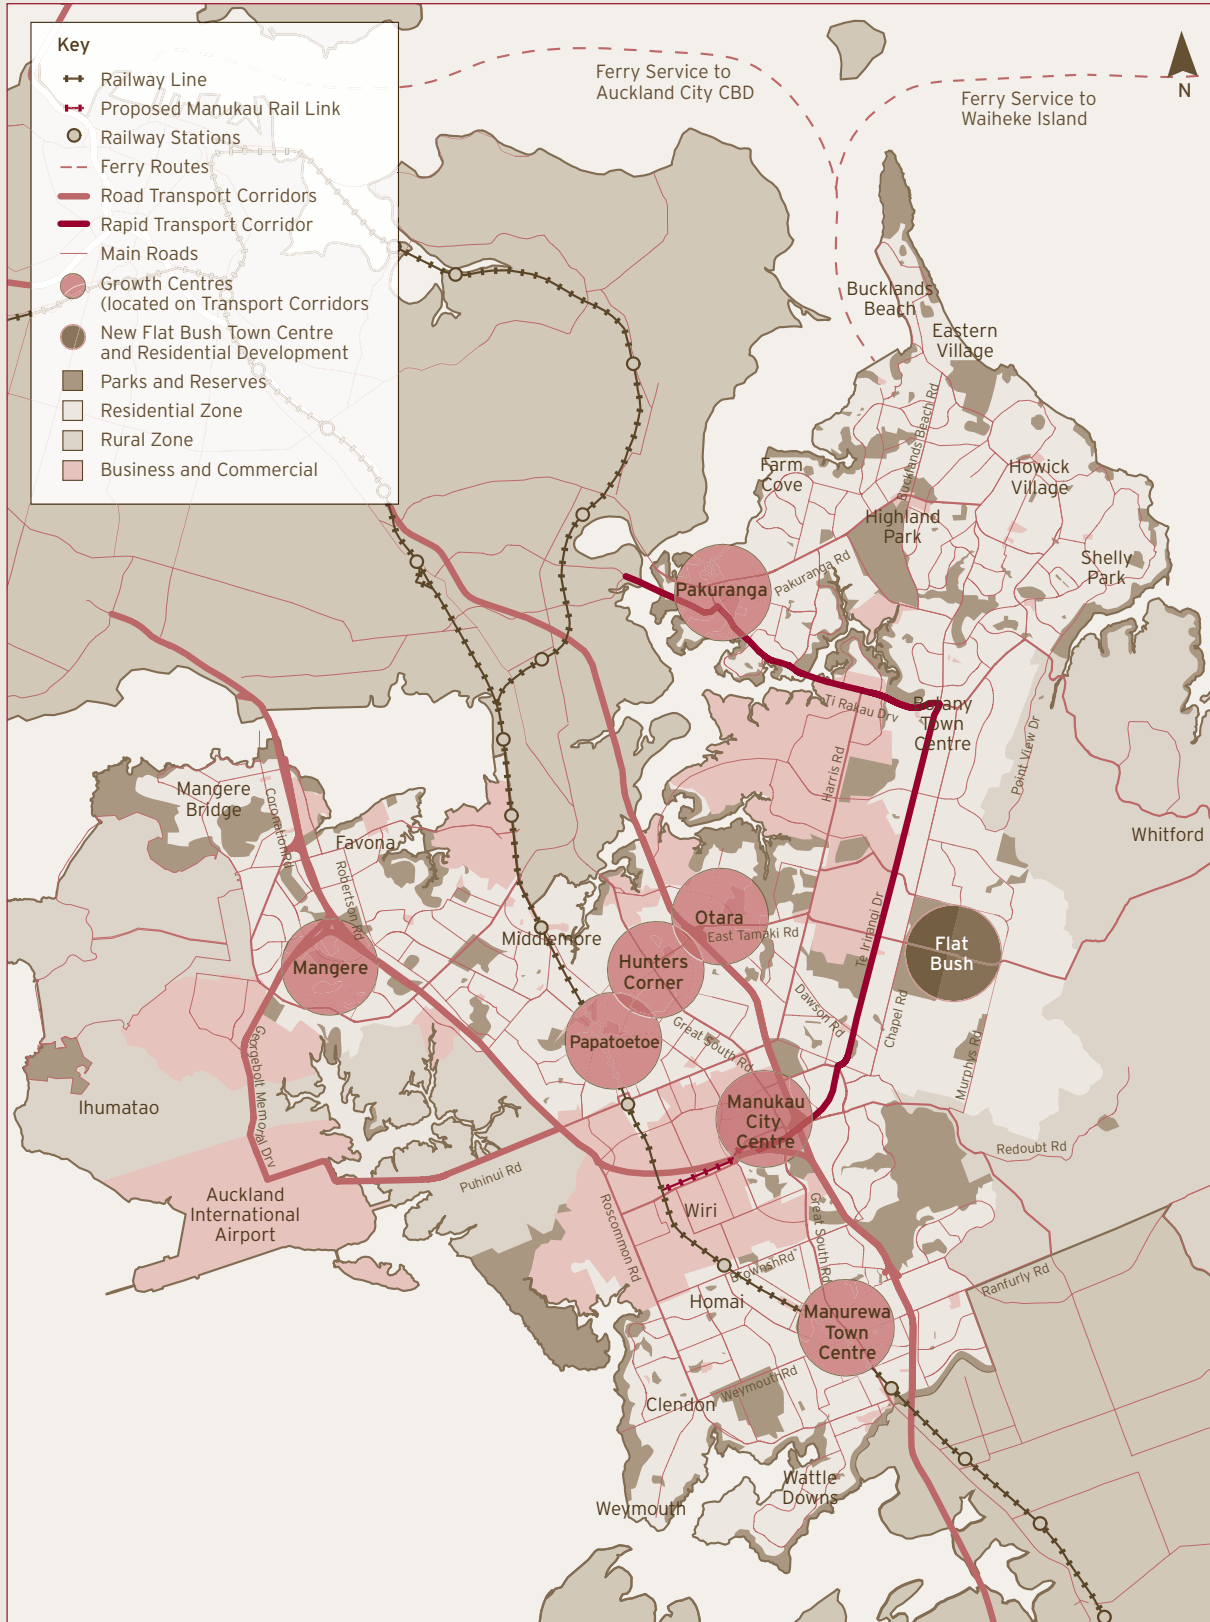 Key
Railway Line
Proposed Manukau Rail Link
Railway Stations
Ferry Routes
Road Transport Corridors
Rapid Transport Corridor
Main Roads
Growth Centres
(located on Transport Corridors
New Flat Bush Town Centre
and Residential Development
Parks and Reserves
Residential Zone
Rural Zone
Business and Commercial
Ferry Service to
Auckland City CBD
Ferry Service to
Waiheke Island
N
Bucklands
Beach
Eastern
Village
Bucklands Beach Rd
Farm
Cove
Howick
Village
Highland
Park
Shelly
Park
Pakuranga
Pakuranga Rd
Ti Rakau Drv
Botany
Town
Centre
Point View Dr
Harris Rd
Whitford
Mangere
Bridge
Coronation Rd
Favona
Robertson Rd
Middlemore
Otara
East Tamaki Rd
Te Irirangi Dr
Flat
Bush
Hunters
Corner
Mangere
Papatoetoe
Great South Rd
Dawson Rd
Chapel Rd
Murphys Rd
Georgebolt Memorial Drv
Ihumatao
Manukau
City
Centre
Redoubt Rd
Puhinui Rd
Auckland
International
Airport
Roscommon Rd
Wiri
Great South Rd
BrownshRd
Homai
Ranfurly Rd
Manurewa
Town
Centre
WeymouthRd
Clendon
Wattle
Downs
Weymouth